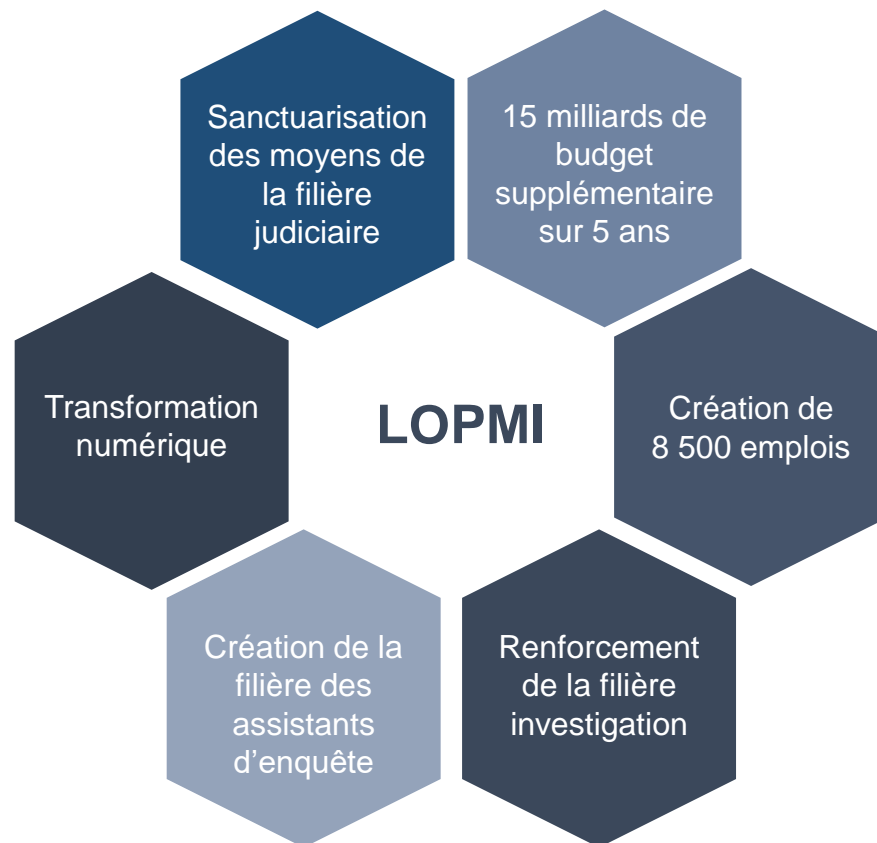 Sanctuarisation
des moyens de
la filière
judiciaire
15 milliards de
budget
supplémentaire
sur 5 ans
Transformation
numérique
LOPMI
Création de
8 500 emplois
Création de la
filière des
assistants
d’enquête
Renforcement
de la filière
investigation